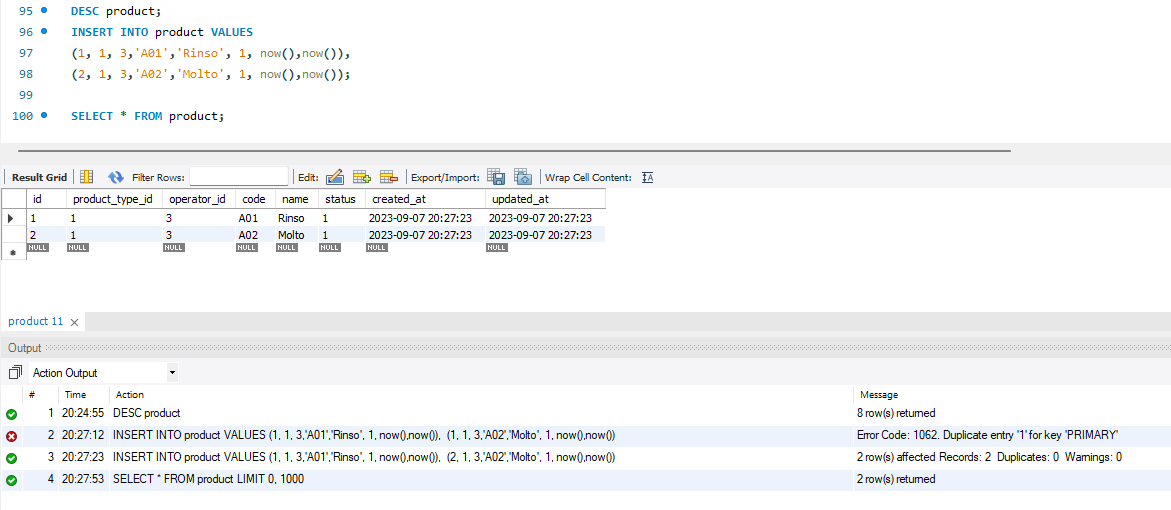 95 DESC product;
96 INSERT INTO product VALUES
97 (1, 1, 3,'A01','Rinso', 1, now(),now()),
98 (2, 1, 3,'A02','Molto', 1, now(),now());
99
100 SELECT * FROM product;
Result Grid Filter Rows: Edit: Export/Import: Wrap Cell Content: IA
id product_type_id operator_id code name status created_at updated_at
1 1 3 A01 Rinso 1 2023-09-07 20:27:23 2023-09-07 20:27:23
2 1 3 A02 Molto 1 2023-09-07 20:27:23 2023-09-07 20:27:23
NULL NULL NULL NULL NULL NULL NULL NULL
product 11
Output
Action Output
# Time Action Message
1 20:24:55 DESC product 8 row(s) returned
2 20:27:12 INSERT INTO product VALUES (1, 1, 3,'A01','Rinso', 1, now(),now()), (1, 1, 3,'A02','Molto', 1, now(),now()) Error Code: 1062. Duplicate entry '1' for key 'PRIMARY'
3 20:27:23 INSERT INTO product VALUES (1, 1, 3,'A01','Rinso', 1, now(),now()), (2, 1, 3,'A02','Molto', 1, now(),now()) 2 row(s) affected Records: 2 Duplicates: 0 Warnings: 0
4 20:27:53 SELECT * FROM product LIMIT 0, 1000 2 row(s) returned